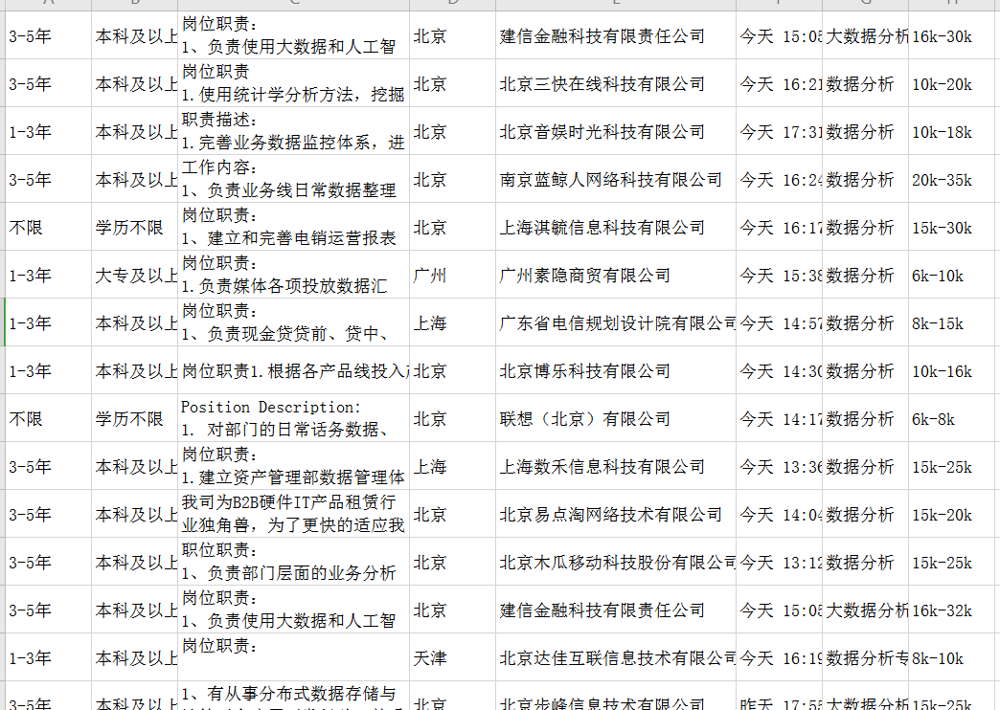 3-5年 本科及以上 岗位职责: 北京 建信金融科技有限责任公司 今天 15:05 大数据分析 16k-30k
1、负责使用大数据和人工智
3-5年 本科及以上 岗位职责 北京 北京三快在线科技有限公司 今天 16:21 数据分析 10k-20k
1.使用统计学分析方法，挖掘
1-3年 本科及以上 职责描述: 北京 北京音娱时光科技有限公司 今天 17:31 数据分析 10k-18k
1.完善业务数据监控体系，进
3-5年 本科及以上 工作内容: 北京 南京蓝鲸人网络科技有限公司 今天 16:24 数据分析 20k-35k
1、负责业务线日常数据整理
不限 学历不限 岗位职责: 北京 上海淇毓信息科技有限公司 今天 16:17 数据分析 15k-30k
1、建立和完善电销运营报表
1-3年 大专及以上 岗位职责: 广州 广州素隐商贸有限公司 今天 15:38 数据分析 6k-10k
1.负责媒体各项投放数据汇
1-3年 本科及以上 岗位职责: 上海 广东省电信规划设计院有限公司 今天 14:57 数据分析 8k-15k
1、负责现金贷贷前、贷中、
1-3年 本科及以上 岗位职责1.根据各产品线投入 北京 北京博乐科技有限公司 今天 14:30 数据分析 10k-16k
不限 学历不限 Position Description: 北京 联想（北京）有限公司 今天 14:17 数据分析 6k-8k
1. 对部门的日常话务数据、
3-5年 本科及以上 岗位职责: 上海 上海数禾信息科技有限公司 今天 13:36 数据分析 15k-25k
1.建立资产管理部数据管理体
3-5年 本科及以上 我司为B2B硬件IT产品租赁行 北京 北京易点淘网络技术有限公司 今天 14:04 数据分析 15k-20k
业独角兽，为了更快的适应我
3-5年 本科及以上 职位职责: 北京 北京木瓜移动科技股份有限公司 今天 13:12 数据分析 15k-25k
1、负责部门层面的业务分析
3-5年 本科及以上 岗位职责: 北京 建信金融科技有限责任公司 今天 15:05 大数据分析 16k-32k
1、负责使用大数据和人工智
1-3年 本科及以上 岗位职责: 天津 北京达佳互联信息技术有限公司 今天 16:19 数据分析专 8k-10k
3-5年 本科及以上 1、有从事分布式数据存储与 北京 北京步峰信息技术有限公司 昨天 17:55 大数据分析 15k-25k